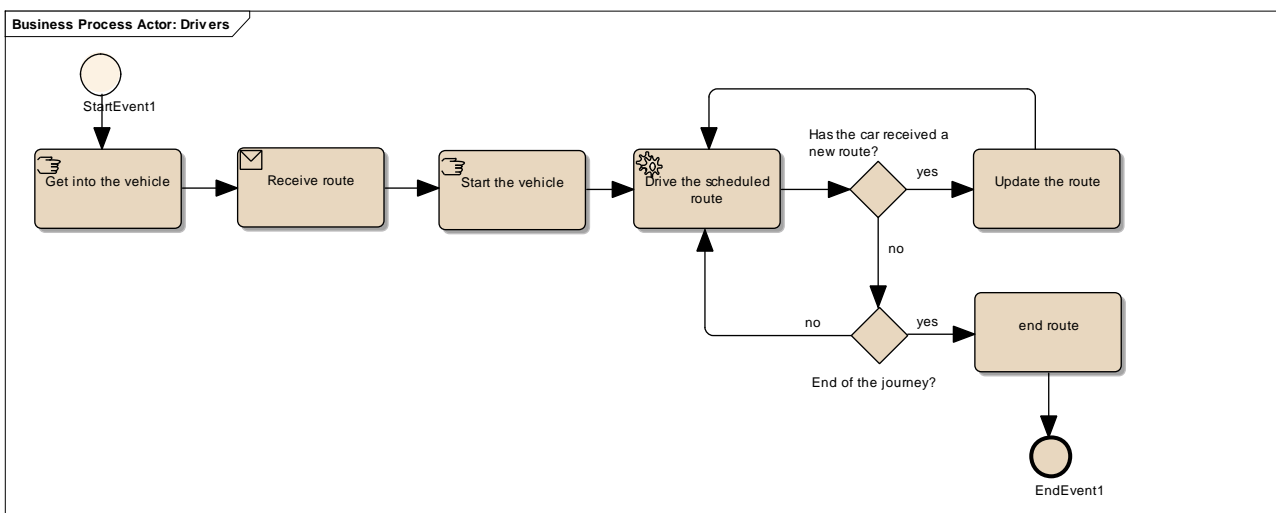 Business Process Actor: Drivers
StartEvent1
Get into the vehicle
Receive route
Start the vehicle
Drive the scheduled
route
Has the car received a
new route?
yes
Update the route
no
no
yes
end route
End of the journey?
EndEvent1